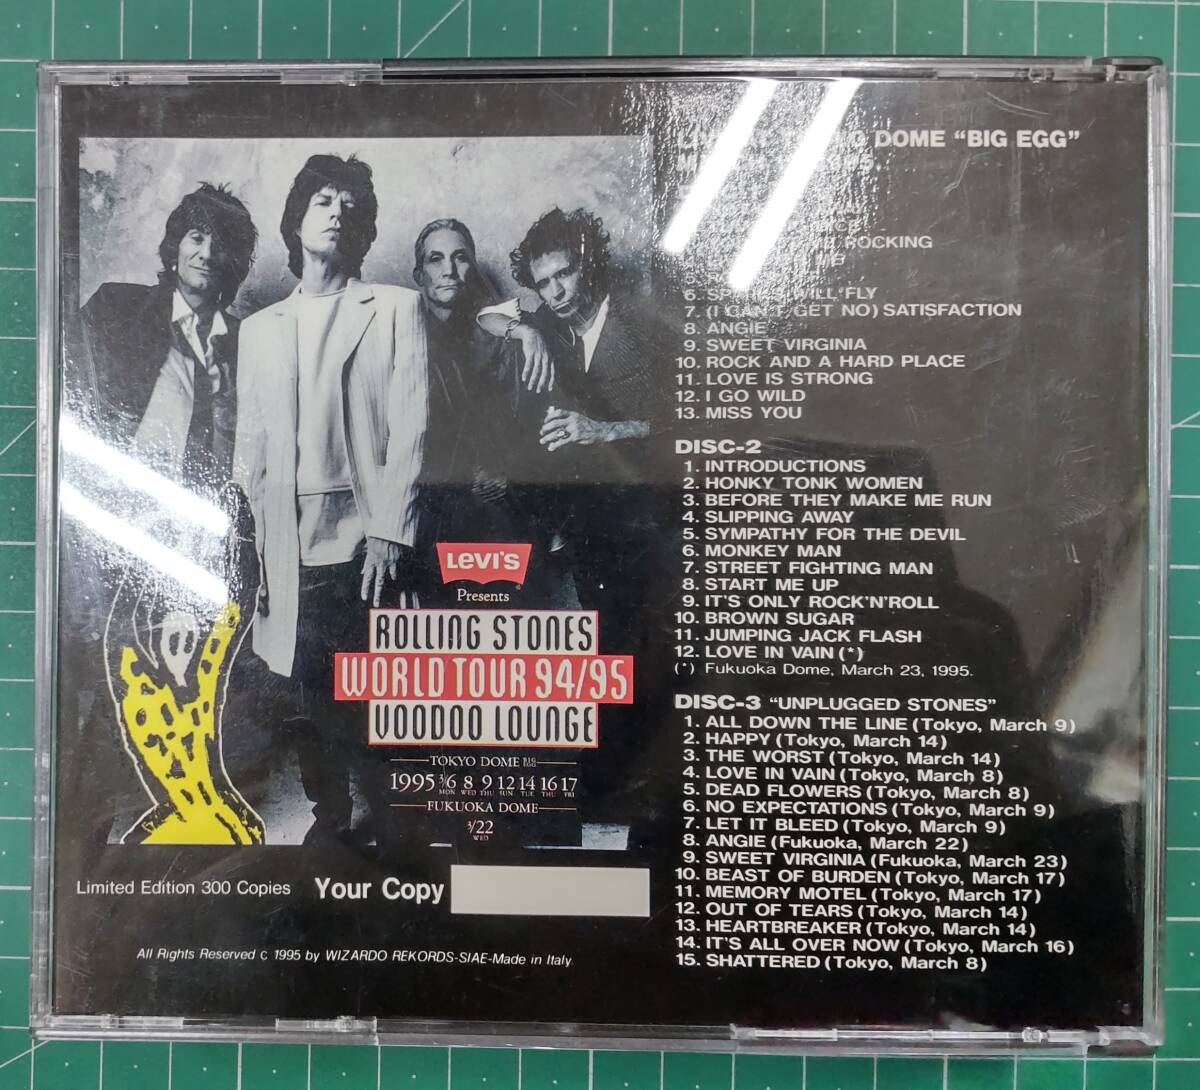 DOME “BIG EGG”
ROCKING
6. SPARKS WILL FLY
7. (I CAN'T GET NO) SATISFACTION
8. ANGIE
9. SWEET VIRGINIA
10. ROCK AND A HARD PLACE
11. LOVE IS STRONG
12. I GO WILD
13. MISS YOU
DISC-2
1. INTRODUCTIONS
2. HONKY TONK WOMEN
3. BEFORE THEY MAKE ME RUN
4. SLIPPING AWAY
5. SYMPATHY FOR THE DEVIL
6. MONKEY MAN
7. STREET FIGHTING MAN
8. START ME UP
9. IT'S ONLY ROCK'N'ROLL
10. BROWN SUGAR
11. JUMPING JACK FLASH
12. LOVE IN VAIN (*)
(*) Fukuoka Dome, March 23, 1995.
DISC-3 “UNPLUGGED STONES”
1. ALL DOWN THE LINE (Tokyo, March 9)
2. HAPPY (Tokyo, March 14)
3. THE WORST (Tokyo, March 14)
4. LOVE IN VAIN (Tokyo, March 8)
5. DEAD FLOWERS (Tokyo, March 8)
6. NO EXPECTATIONS (Tokyo, March 9)
7. LET IT BLEED (Tokyo, March 9)
8. ANGIE (Fukuoka, March 22)
9. SWEET VIRGINIA (Fukuoka, March 23)
10. BEAST OF BURDEN (Tokyo, March 17)
11. MEMORY MOTEL (Tokyo, March 17)
12. OUT OF TEARS (Tokyo, March 14)
13. HEARTBREAKER (Tokyo, March 14)
14. IT'S ALL OVER NOW (Tokyo, March 16)
15. SHATTERED (Tokyo, March 8)
LEVI'S
Presents
ROLLING STONES
WORLD TOUR 94/95
VOODOO LOUNGE
TOKYO DOME BIG EGG
1995 3/6 8 9 12 14 16 17
MON WED THU SUN TUE THU FRI
FUKUOKA DOME
3/22
WED
Limited Edition 300 Copies Your Copy
All Rights Reserved c 1995 by WIZARDO REKORDS-SIAE-Made in Italy.